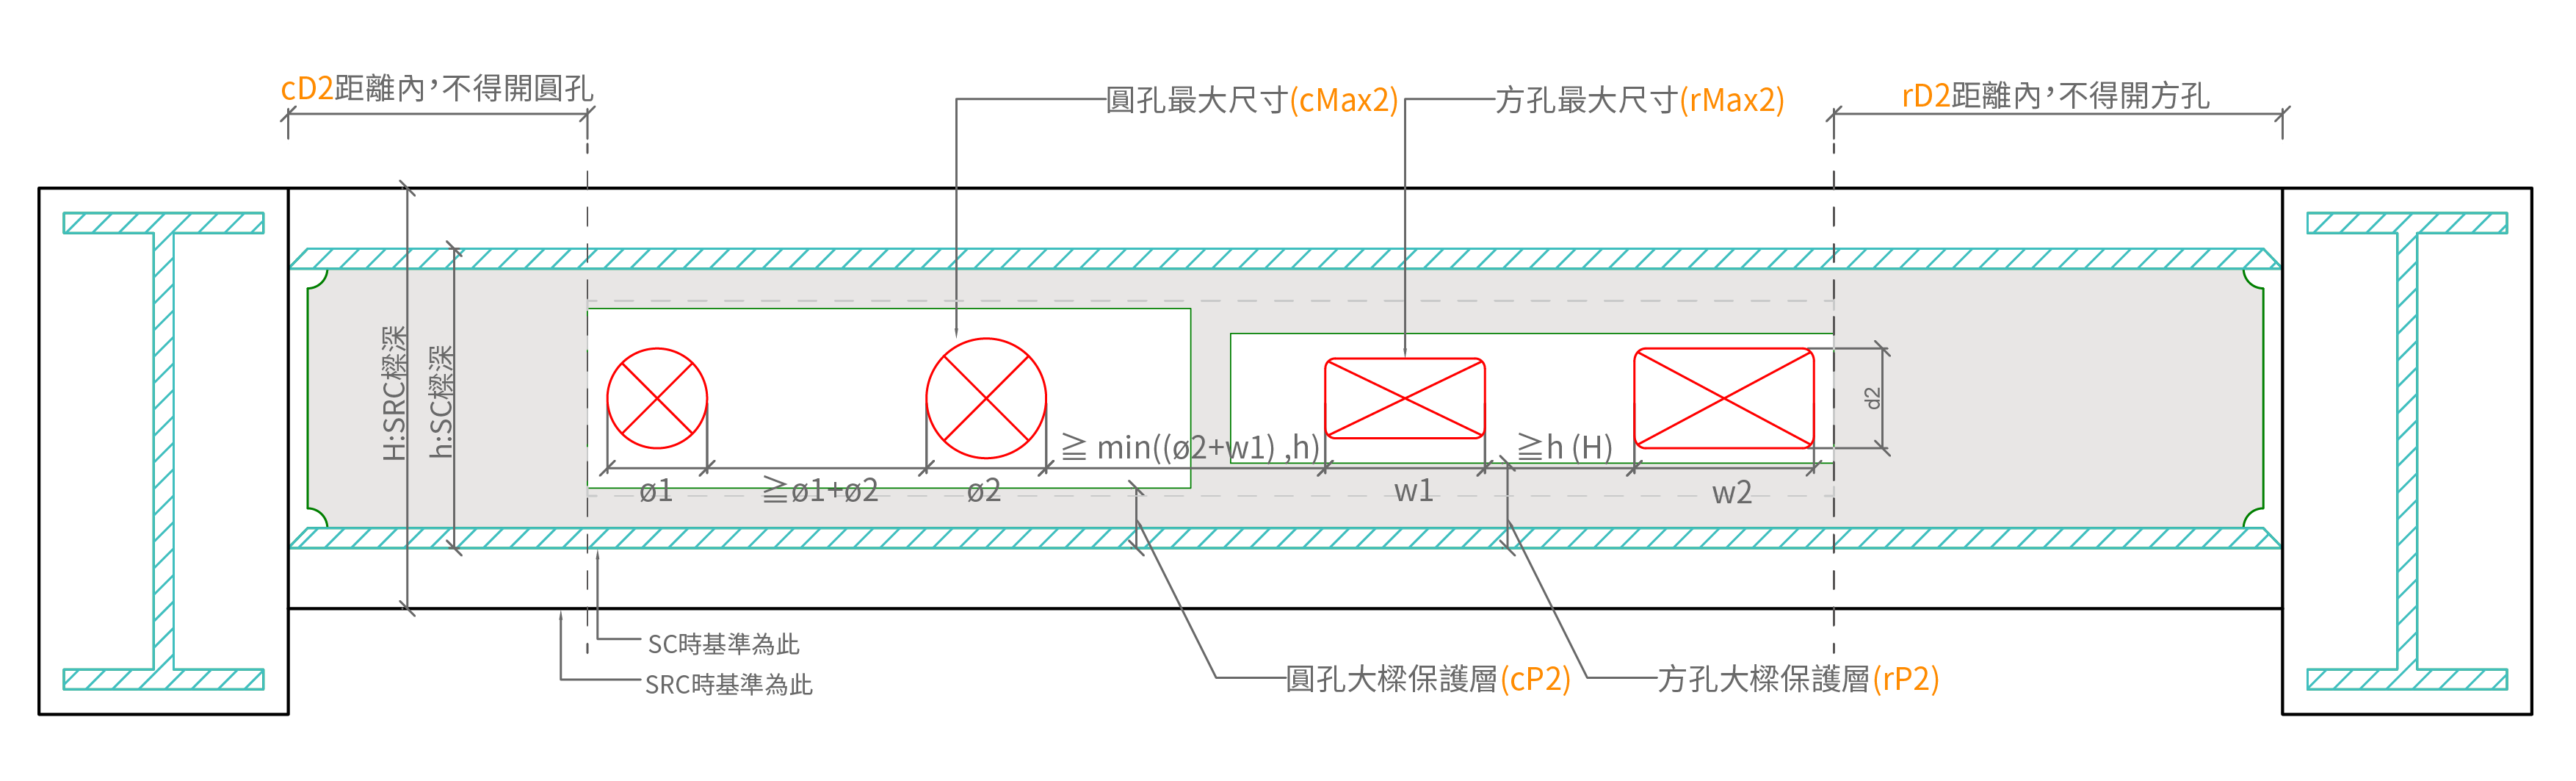 cD2距離內，不得開圓孔
圓孔最大尺寸(cMax2)
方孔最大尺寸(rMax2)
rD2距離內，不得開方孔
H:SRC樑深
h:SC樑深
d2
≧ min((ø2+w1) ,h)
≧h (H)
ø1
≧ø1+ø2
ø2
w1
w2
SC時基準為此
SRC時基準為此
圓孔大樑保護層(cP2)
方孔大樑保護層(rP2)